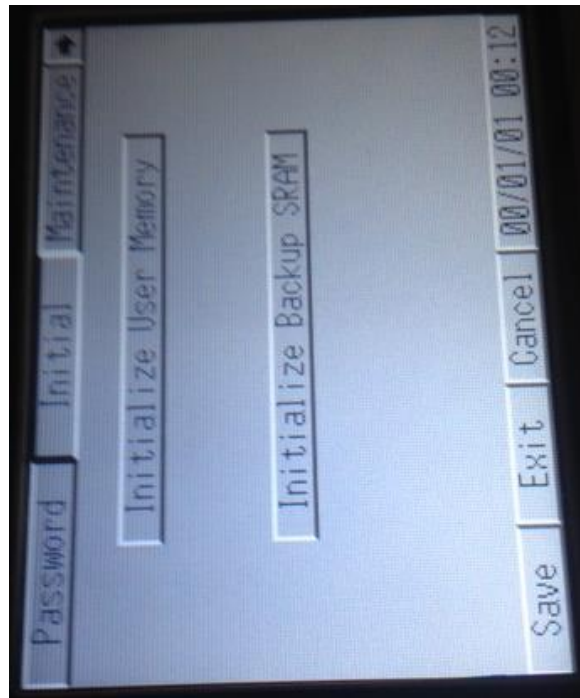 Password Initial Maintenance
Initialize User Memory
Initialize Backup SRAM
Save Exit Cancel 00/01/01 00:12